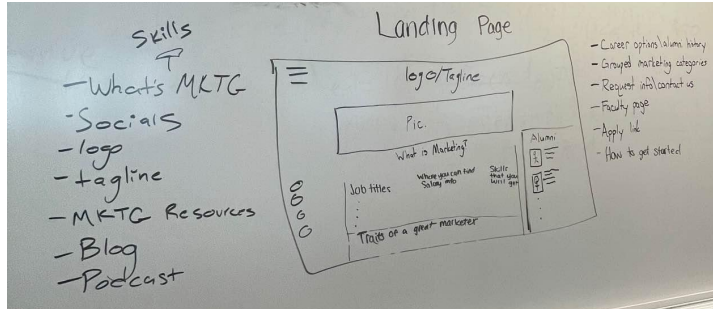 Skills
- What's MKTG
- Socials
- logo
- tagline
- MKTG Resources
- Blog
- Podcast
Landing Page
logo/Tagline
Pic.
What is Marketing?
Job titles
Where you can find
Salary info
Skills
that you
will get
Traits of a great marketer
Alumni
- Career options\alumni history
- Grouped marketing categories
- Request info\contact us
- Faculty page
- Apply link
- How to get started